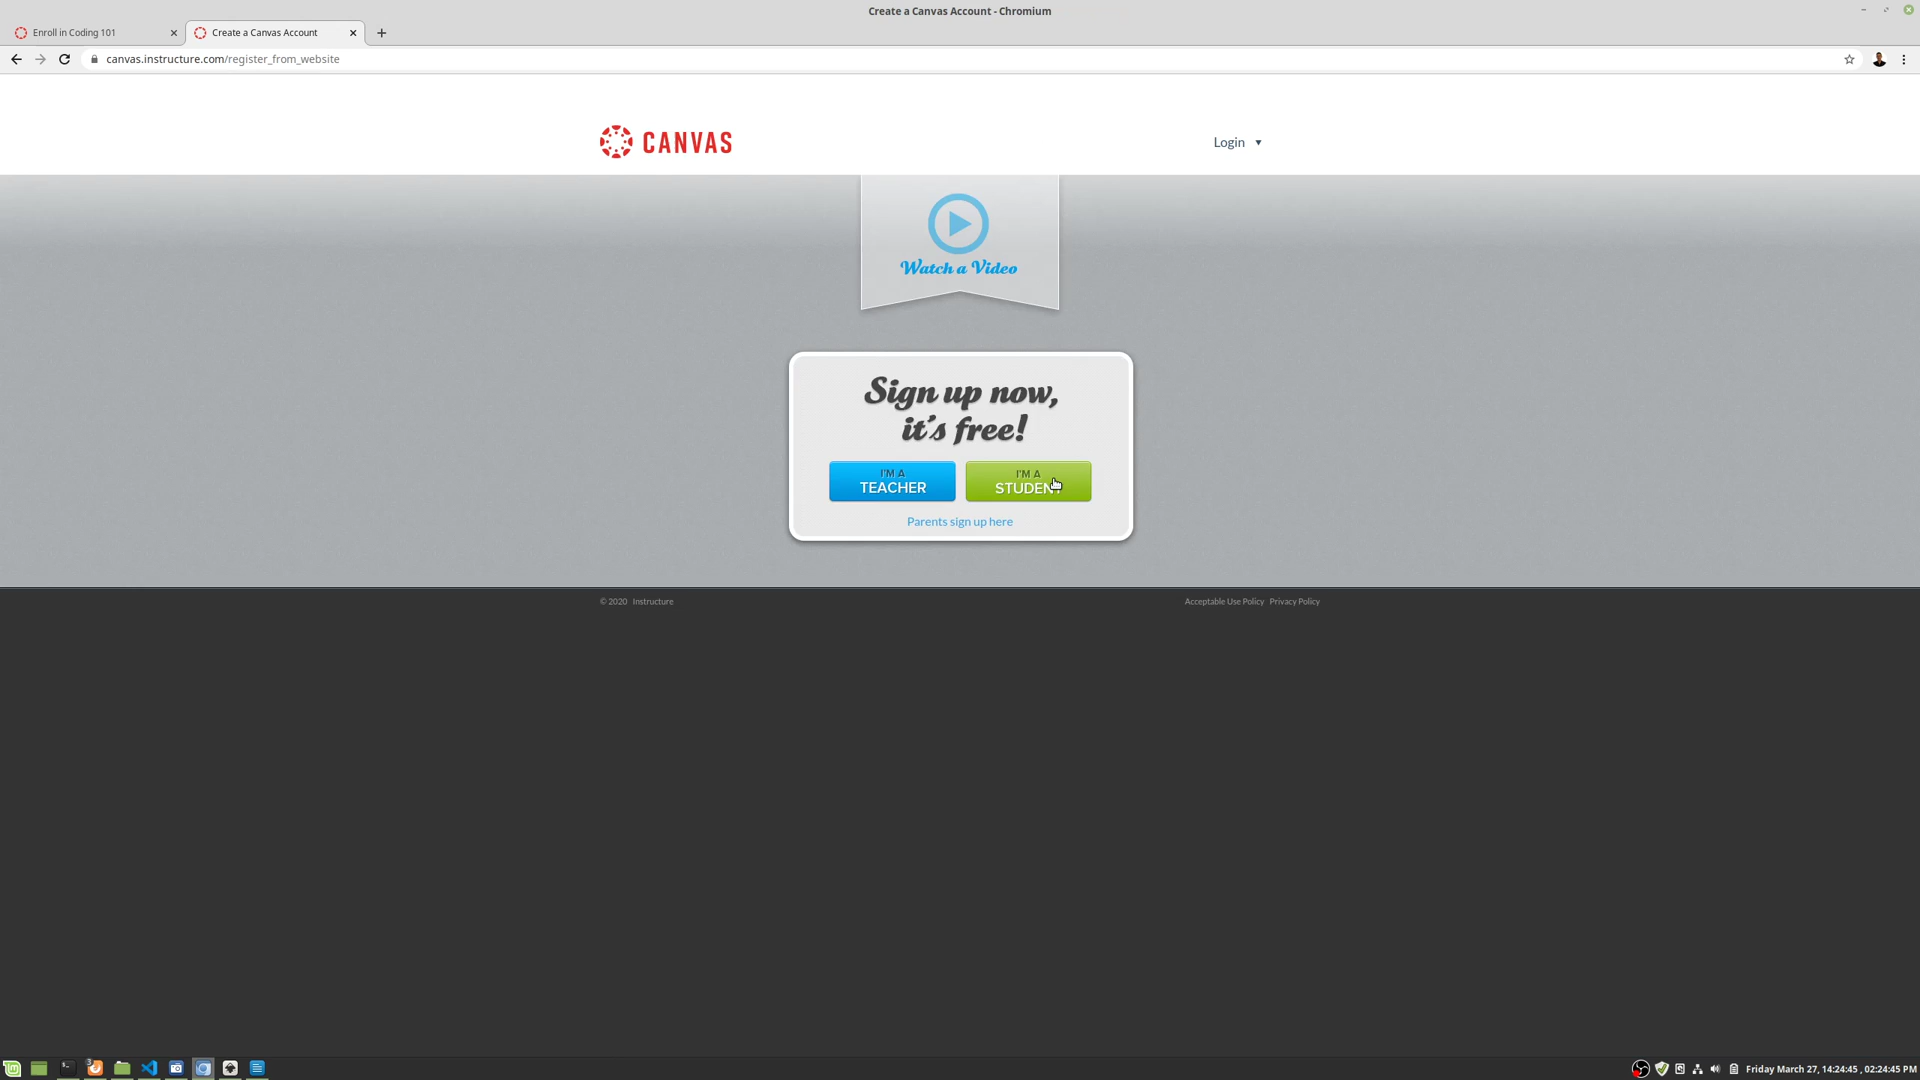 Create a Canvas Account - Chromium
Enroll in Coding 101
Create a Canvas Account
canvas.instructure.com/register_from_website
CANVAS
Login
Watch a Video
Sign up now,
it's free!
I'M A
TEACHER
I'M A
STUDENT
Parents sign up here
© 2020 Instructure
Acceptable Use Policy Privacy Policy
3
Friday March 27, 14:24:45 , 02:24:45 PM